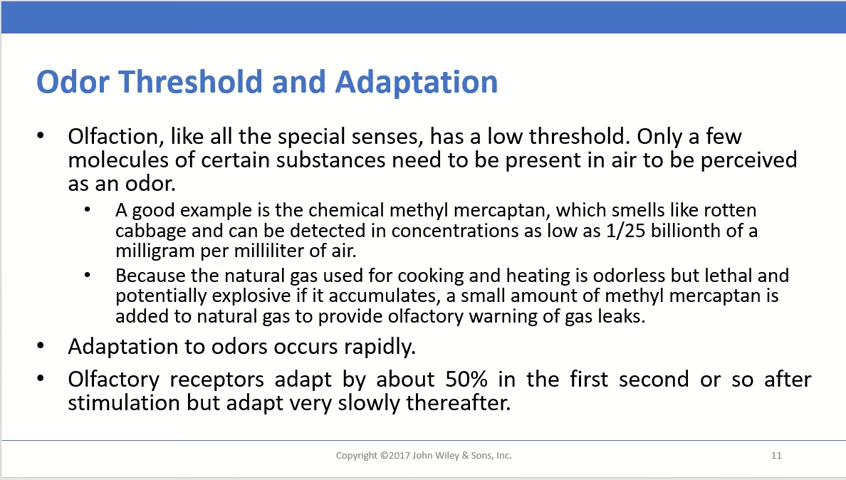 Odor Threshold and Adaptation
• Olfaction, like all the special senses, has a low threshold. Only a few
molecules of certain substances need to be present in air to be perceived
as an odor.
• A good example is the chemical methyl mercaptan, which smells like rotten
cabbage and can be detected in concentrations as low as 1/25 billionth of a
milligram per milliliter of air.
• Because the natural gas used for cooking and heating is odorless but lethal and
potentially explosive if it accumulates, a small amount of methyl mercaptan is
added to natural gas to provide olfactory warning of gas leaks.
• Adaptation to odors occurs rapidly.
• Olfactory receptors adapt by about 50% in the first second or so after
stimulation but adapt very slowly thereafter.
Copyright ©2017 John Wiley & Sons, Inc.
11